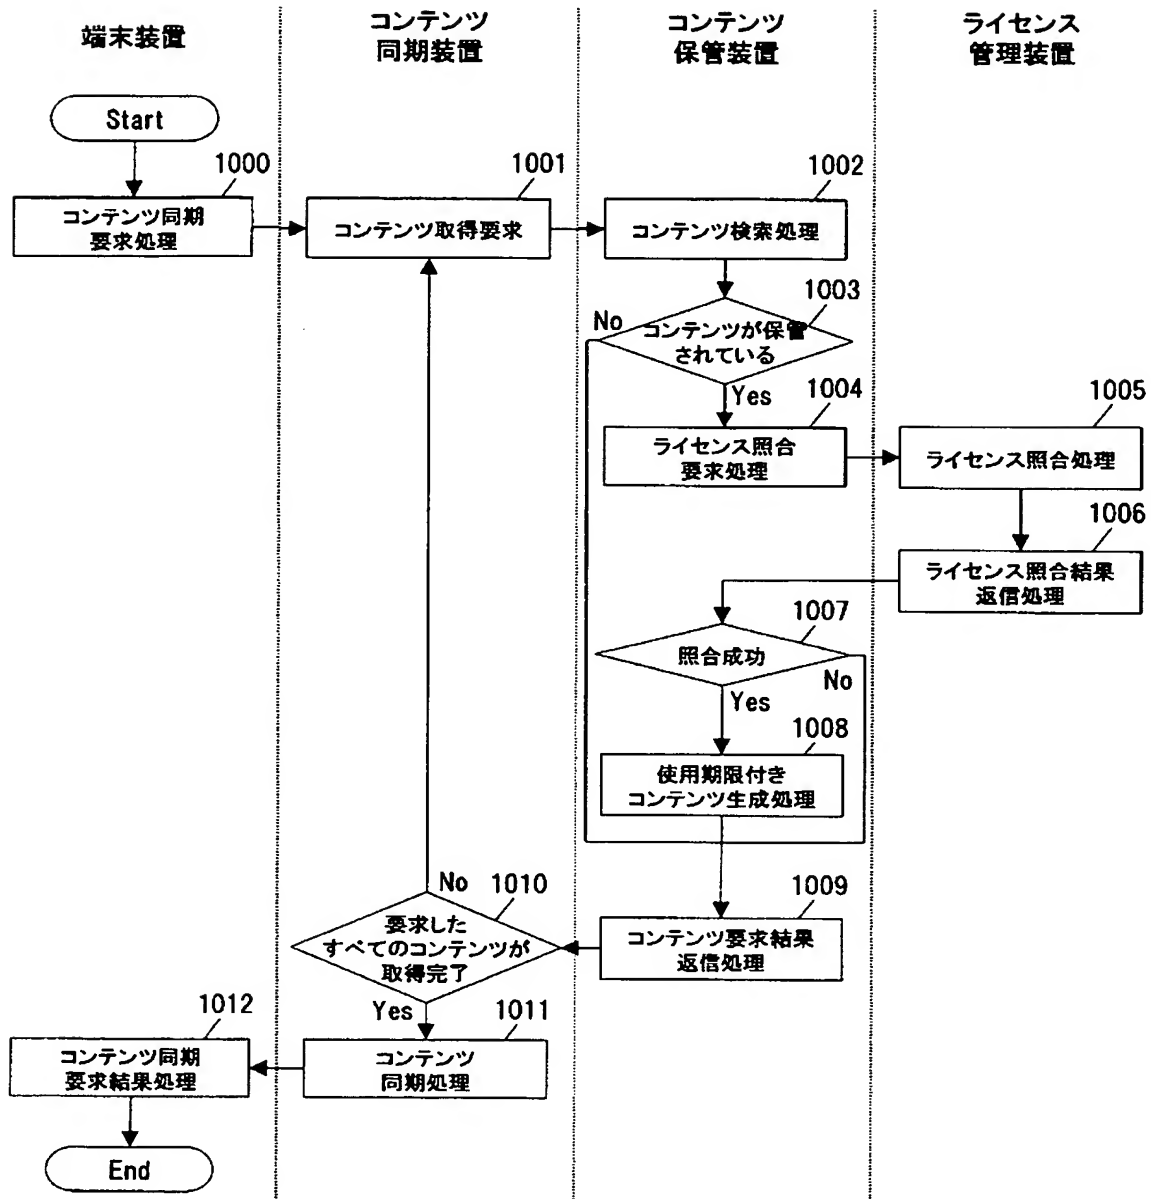 端末装置
コンテンツ
同期装置
コンテンツ
保管装置
ライセンス
管理装置
Start
1000
コンテンツ同期
要求処理
1001
コンテンツ取得要求
1002
コンテンツ検索処理
1003
コンテンツが保管
されている
No
Yes
1004
ライセンス照合
要求処理
1005
ライセンス照合処理
1006
ライセンス照合結果
返信処理
1007
照合成功
No
Yes
1008
使用期限付き
コンテンツ生成処理
1009
コンテンツ要求結果
返信処理
No
1010
要求した
すべてのコンテンツが
取得完了
Yes
1011
コンテンツ
同期処理
1012
コンテンツ同期
要求結果処理
End